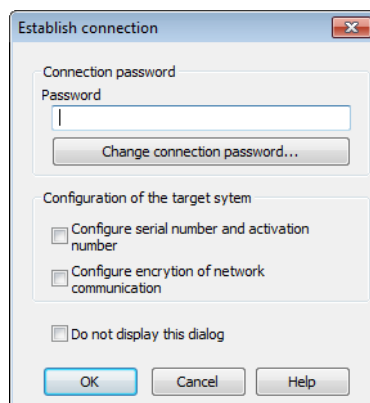 Establish connection
Connection password
Password
Change connection password...
Configuration of the target sytem
Configure serial number and activation
number
Configure encrytion of network
communication
Do not display this dialog
OK Cancel Help